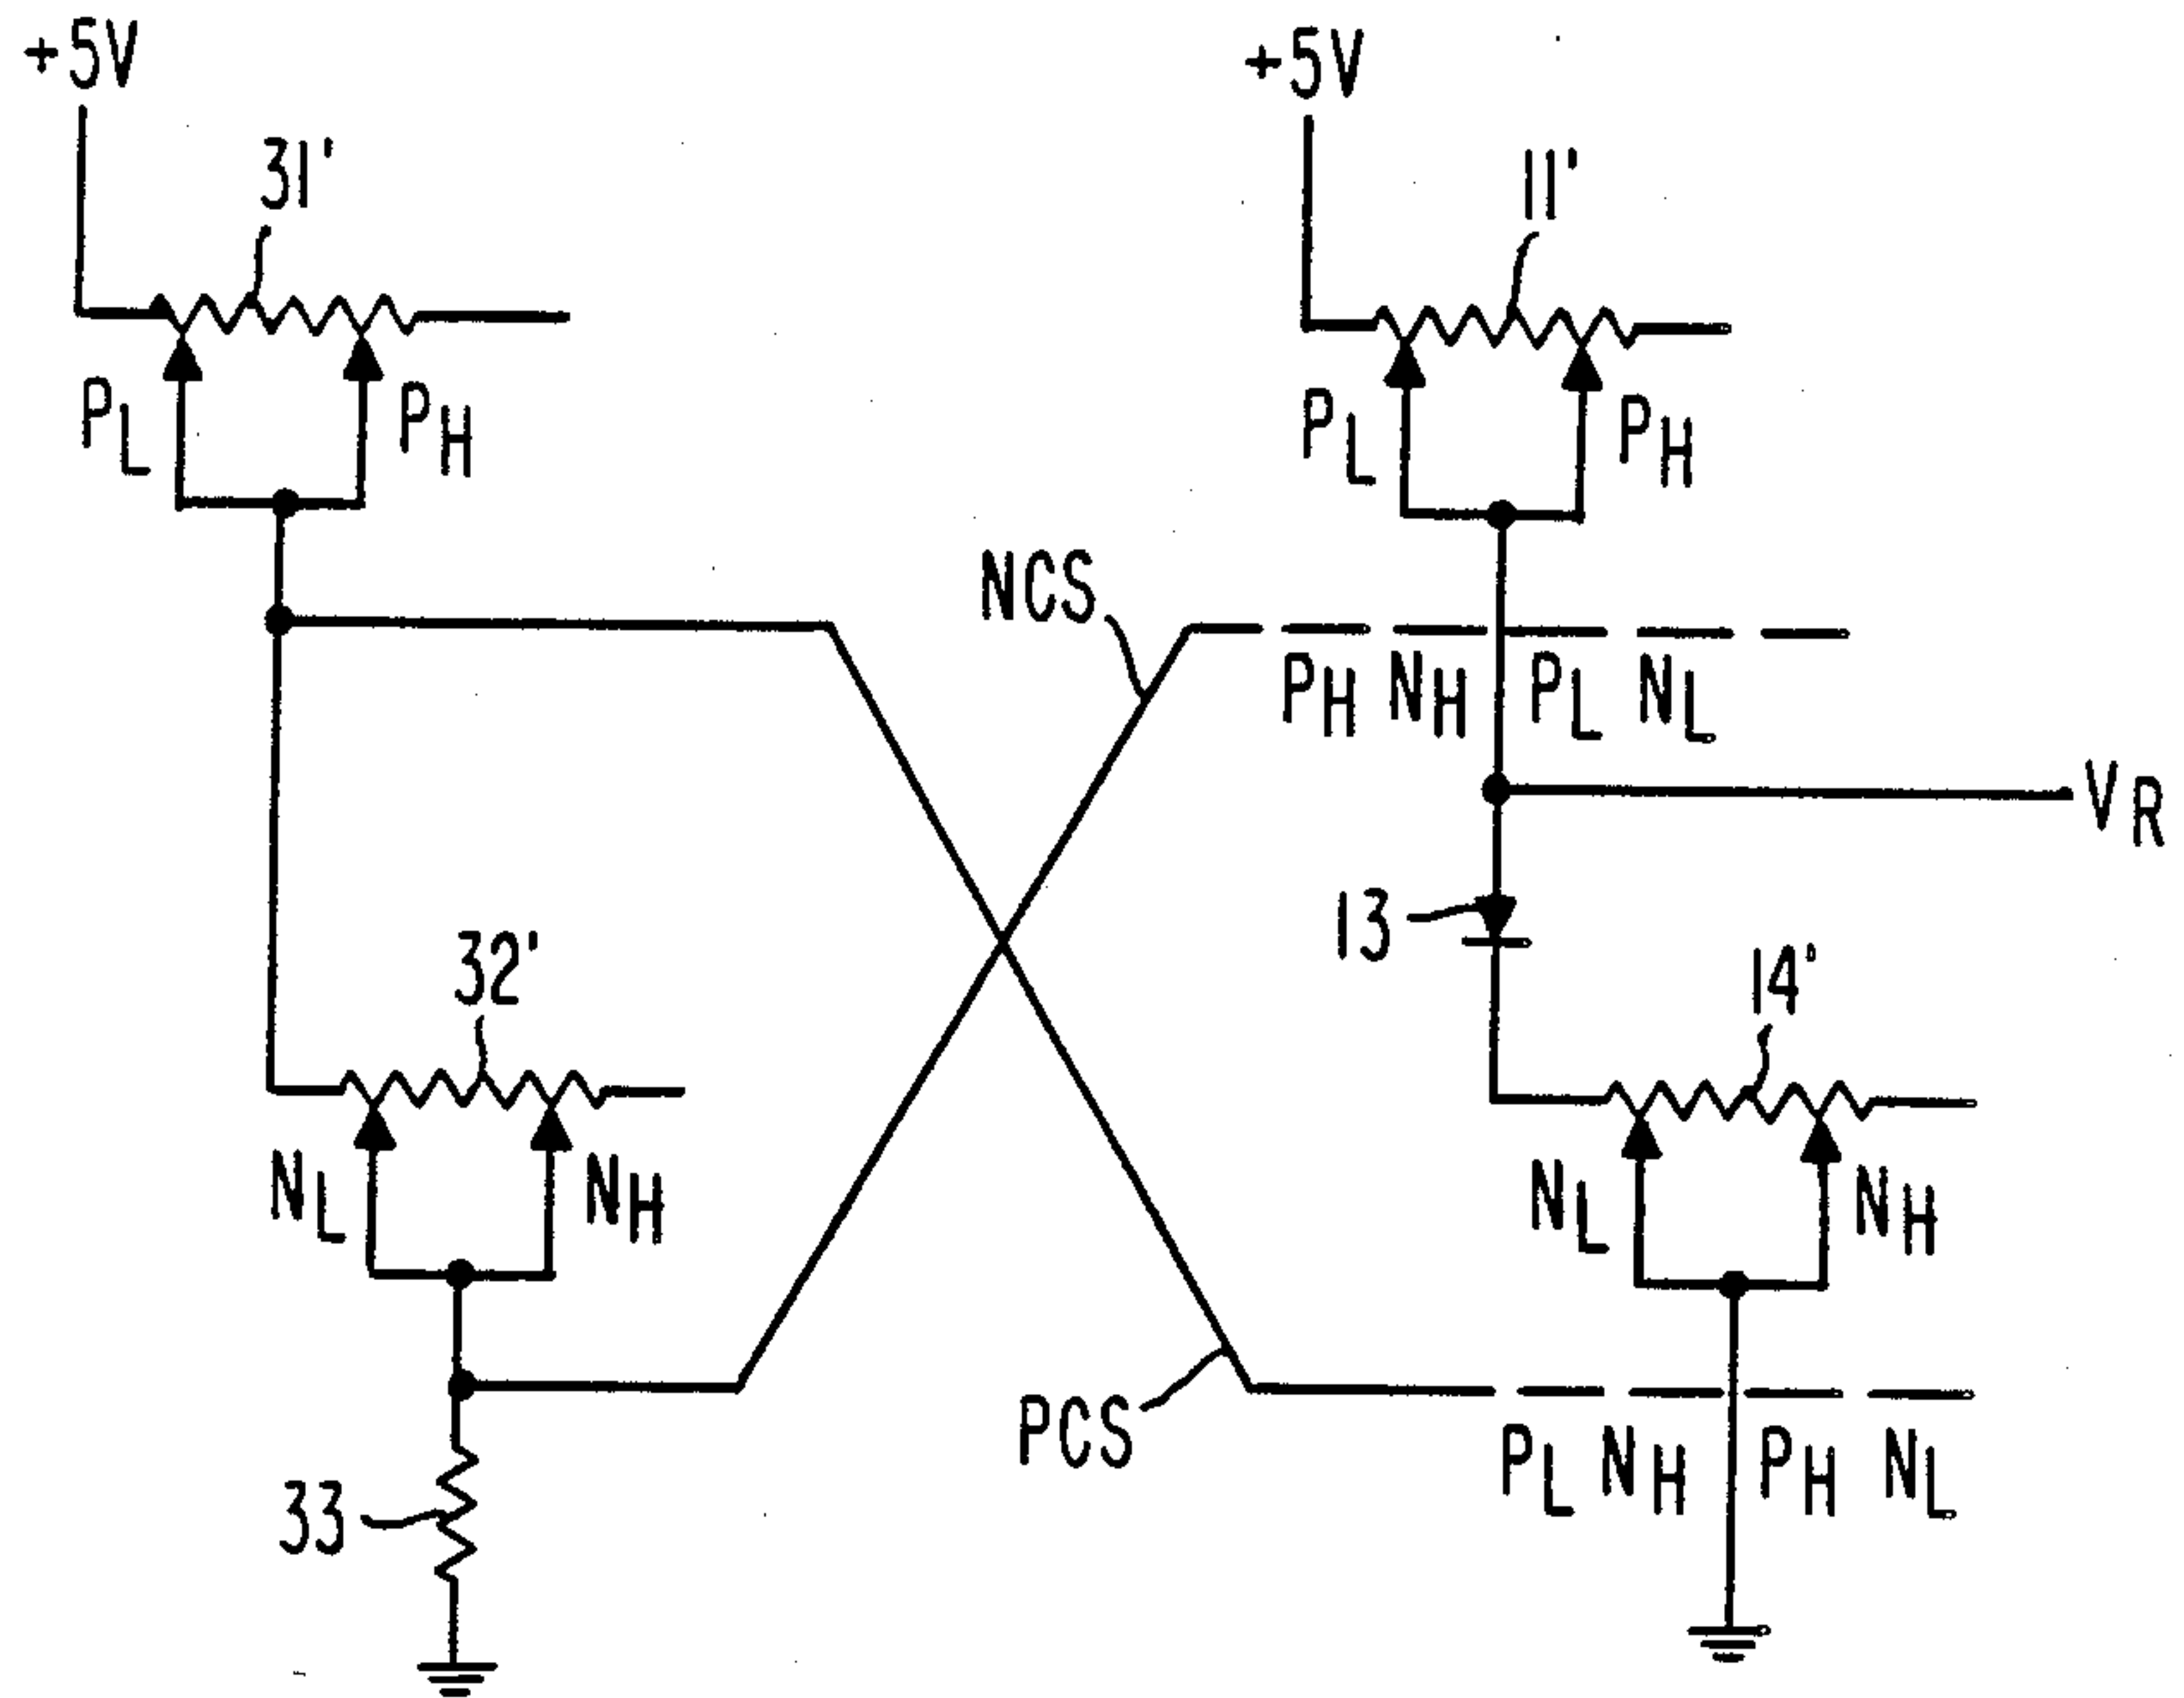 +5V
+5V
31'
11'
PL
PH
PL
PH
NCS
PH NH PL NL
VR
13
32'
14'
NL
NH
NL
NH
PCS
PL NH PH NL
33